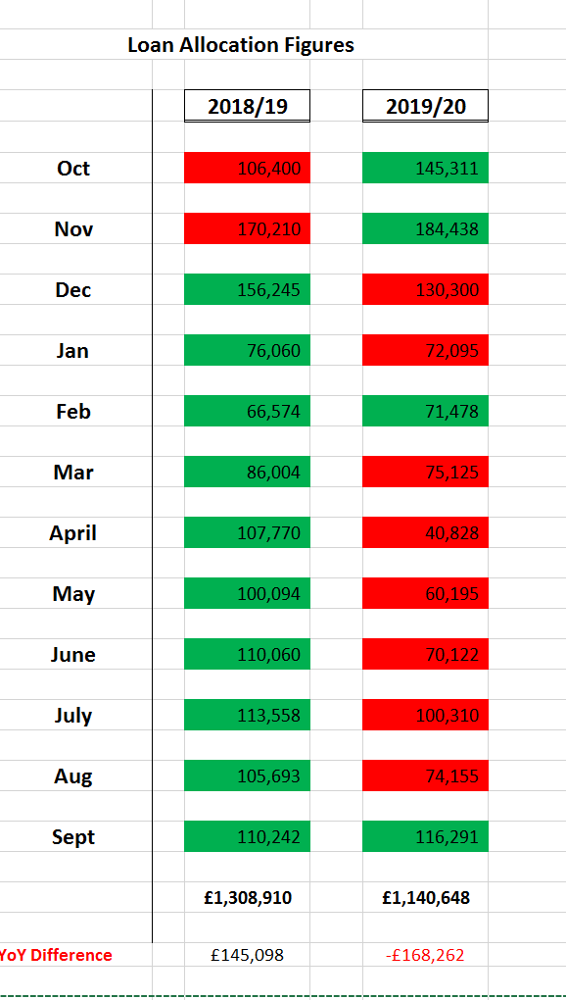 Loan Allocation Figures
2018/19 2019/20
Oct 106,400 145,311
Nov 170,210 184,438
Dec 156,245 130,300
Jan 76,060 72,095
Feb 66,574 71,478
Mar 86,004 75,125
April 107,770 40,828
May 100,094 60,195
June 110,060 70,122
July 113,558 100,310
Aug 105,693 74,155
Sept 110,242 116,291
£1,308,910 £1,140,648
YoY Difference £145,098 -£168,262